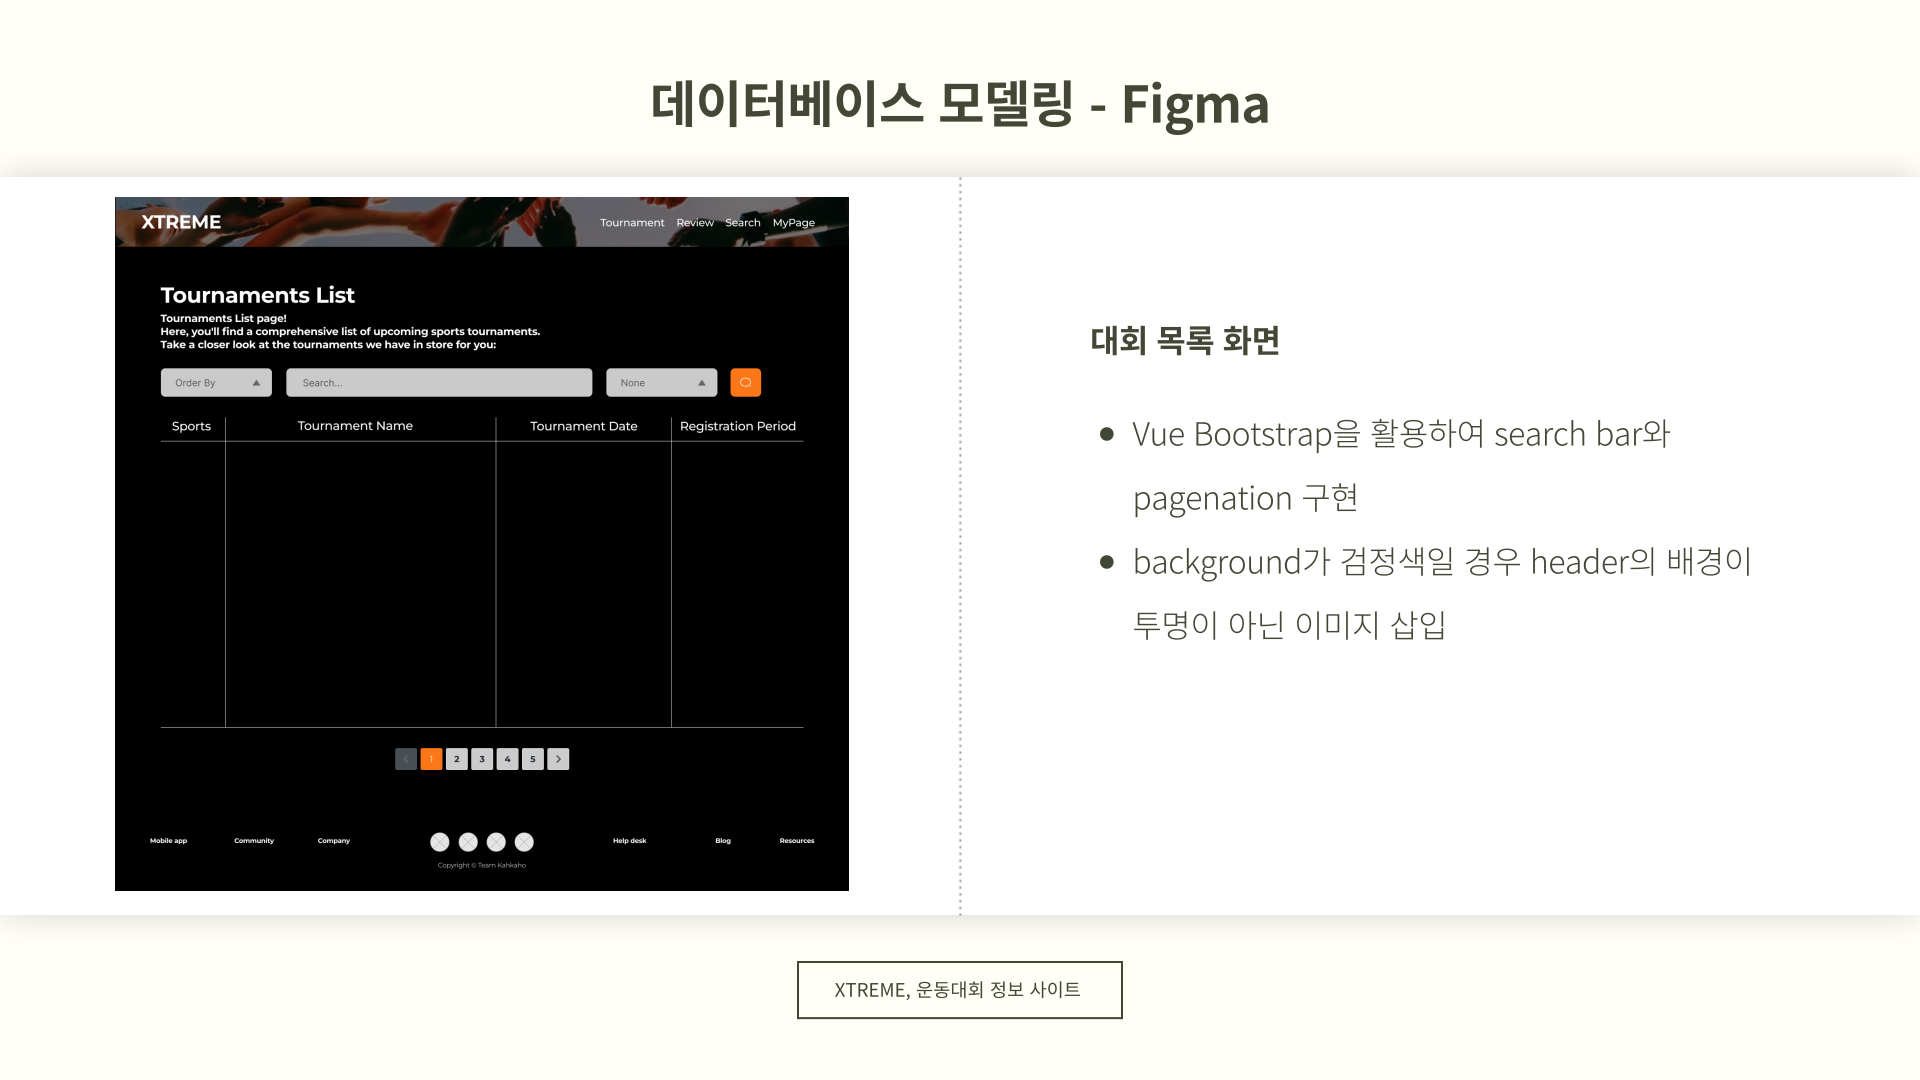 데이터베이스 모델링 - Figma
XTREME
Tournament Review Search MyPage
Tournaments List
Tournaments List page!
Here, you'll find a comprehensive list of upcoming sports tournaments.
Take a closer look at the tournaments we have in store for you:
Order By
Search...
None
Sports Tournament Name Tournament Date Registration Period
1 2 3 4 5
Mobile app Community Company Help desk Blog Resources
Copyright © Team Kahkaho
대회 목록 화면
Vue Bootstrap을 활용하여 search bar와
pagenation 구현
background가 검정색일 경우 header의 배경이
투명이 아닌 이미지 삽입
XTREME, 운동대회 정보 사이트